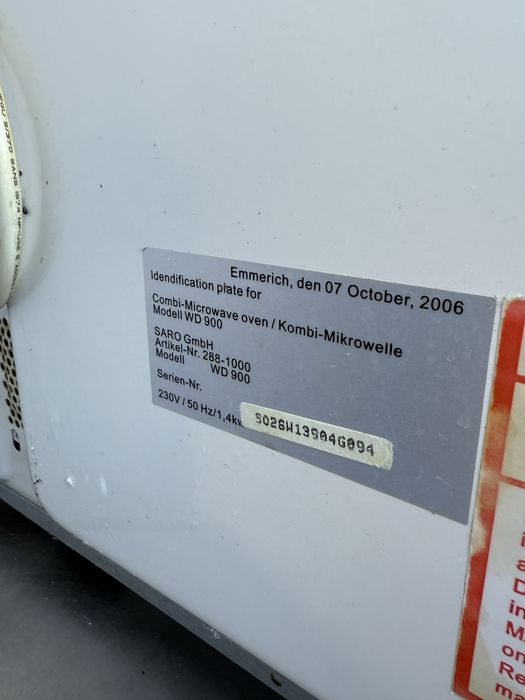 Emmerich, den 07 October, 2006
Idendification plate for
Combi-Microwave oven / Kombi-Mikrowelle
Modell WD 900
SARO GmbH
Artikel-Nr. 288-1000
Modell WD 900
Serien-Nr.
S026W13904G094
230V / 50 Hz/1,4kw